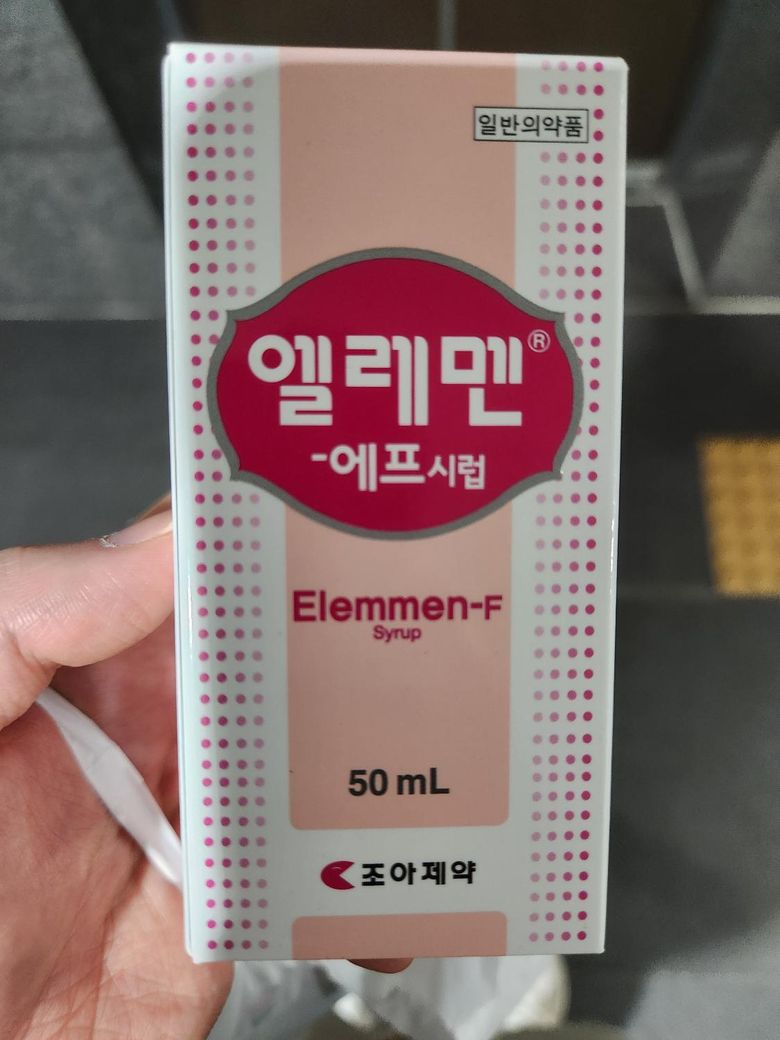 일반의약품
엘레멘®
-에프시럽
Elemmen-F
Syrup
50 mL
조아제약